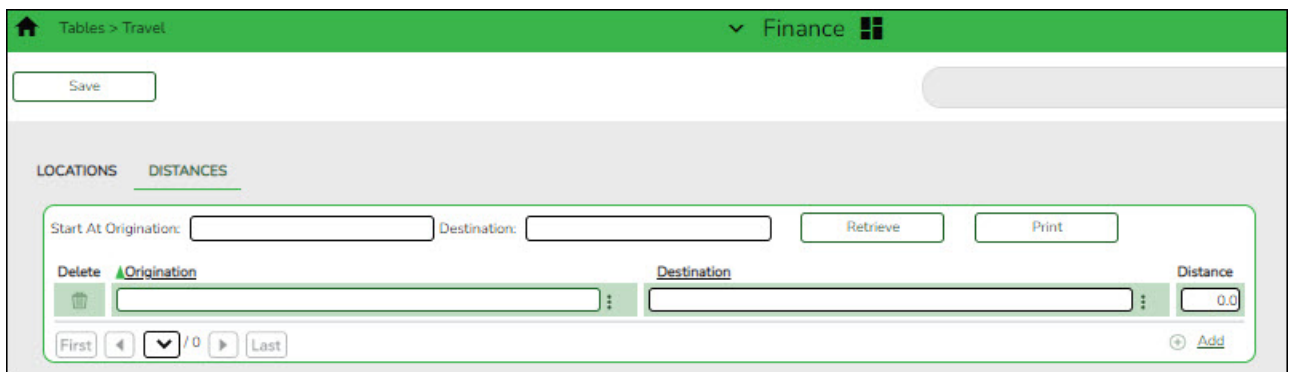 Tables > Travel Finance
Save
LOCATIONS DISTANCES
Start At Origination: Destination: Retrieve Print
Delete Origination Destination Distance
0.0
First / 0 Last Add